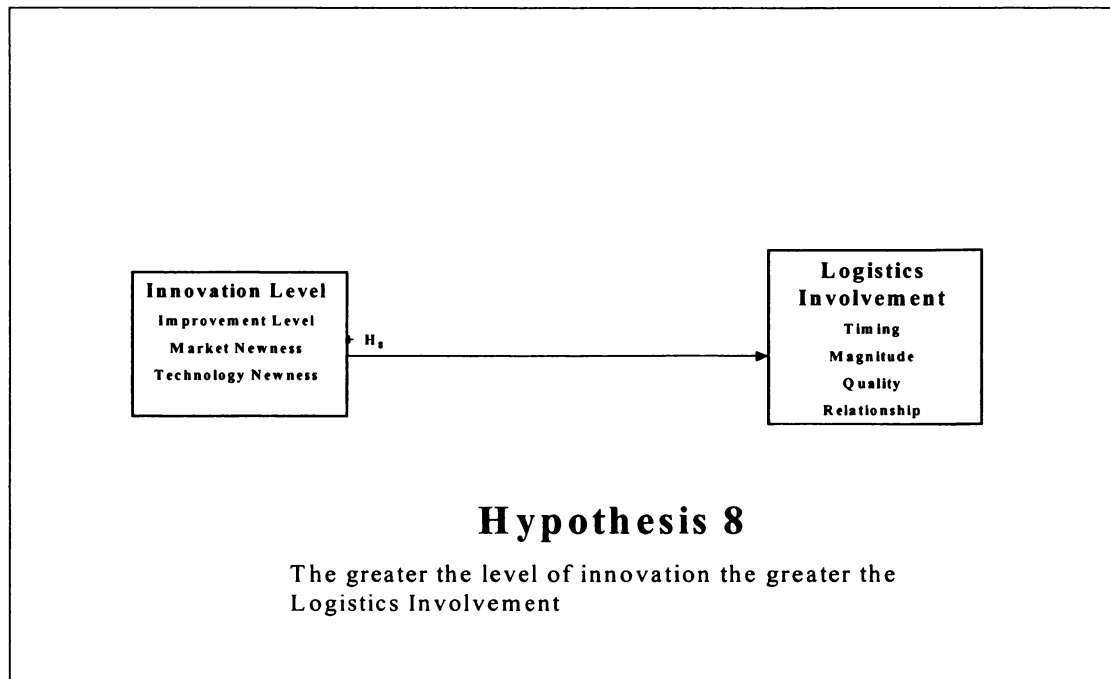 Innovation Level
Improvement Level
Market Newness
Technology Newness
+ H₈
Logistics
Involvement
Timing
Magnitude
Quality
Relationship
Hypothesis 8
The greater the level of innovation the greater the
Logistics Involvement